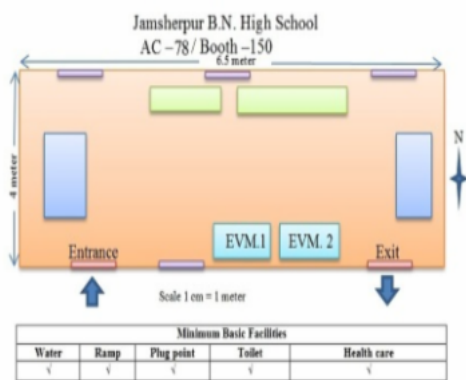 Jamsherpur B.N. High School
AC –78/ Booth –150
6.5 meter
4 meter
N
EVM.1 EVM. 2
Entrance Exit
Scale 1 cm = 1 meter
Minimum Basic Facilities
Water Ramp Plug point Toilet Health care
√ √ √ √ √